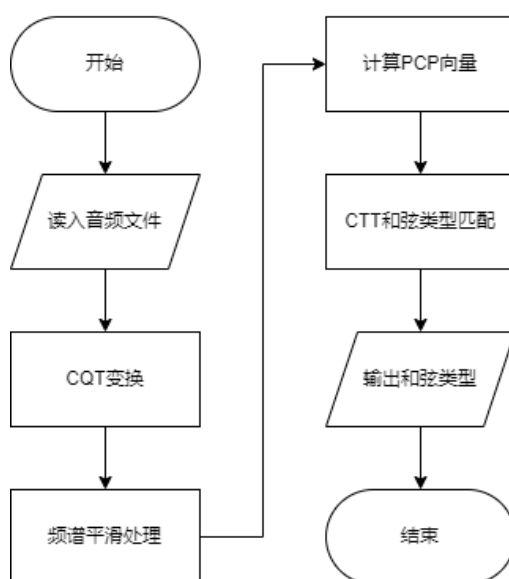 开始
读入音频文件
CQT变换
频谱平滑处理
计算PCP向量
CTT和弦类型匹配
输出和弦类型
结束